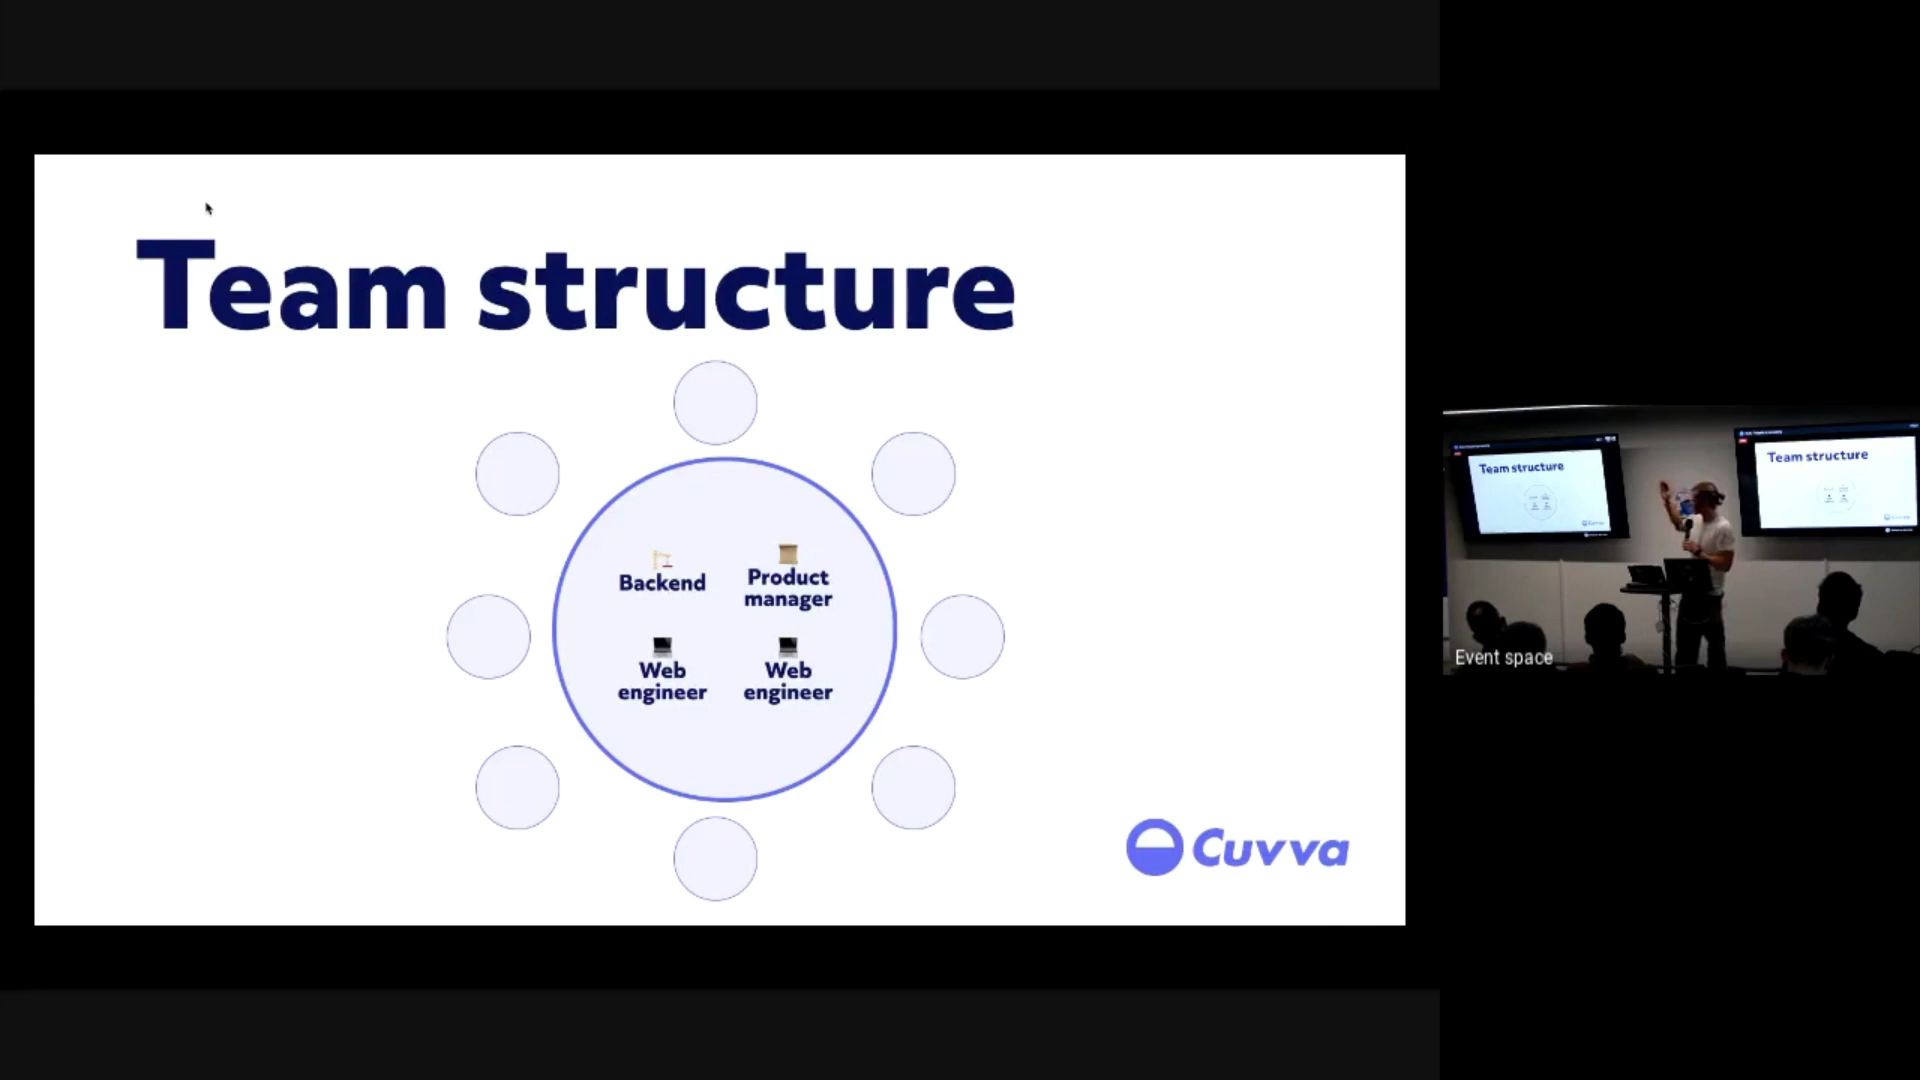 Team structure
Backend
Product
manager
Web
engineer
Web
engineer
Cuvva
Team structure
Team structure
Event space